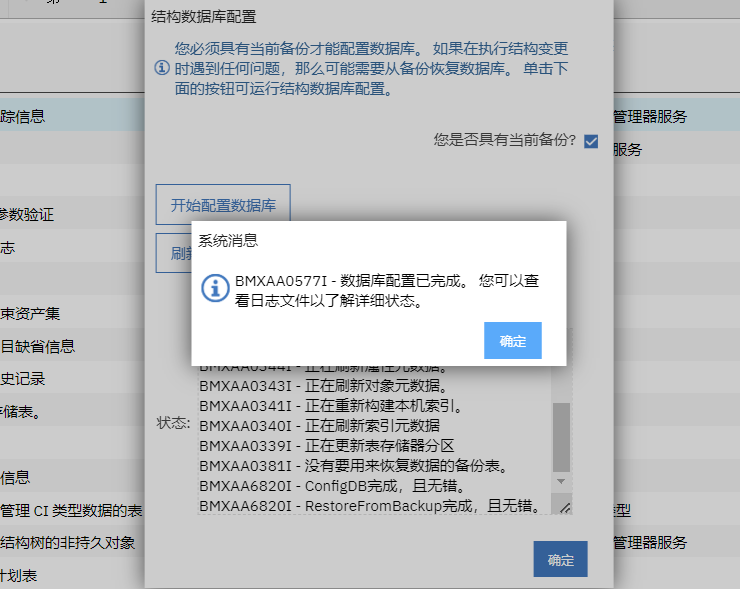 第
1
结构数据库配置
您必须具有当前备份才能配置数据库。 如果在执行结构变更
时遇到任何问题，那么可能需要从备份恢复数据库。 单击下
面的按钮可运行结构数据库配置。
您是否具有当前备份?
开始配置数据库
刷新
系统消息
BMXAA0577I - 数据库配置已完成。 您可以查
看日志文件以了解详细状态。
确定
状态:
BMXAA0344I - 正在刷新属性元数据。
BMXAA0343I - 正在刷新对象元数据。
BMXAA0341I - 正在重新构建本机索引。
BMXAA0340I - 正在刷新索引元数据
BMXAA0339I - 正在更新表存储器分区
BMXAA0381I - 没有要用来恢复数据的备份表。
BMXAA6820I - ConfigDB完成，且无错。
BMXAA6820I - RestoreFromBackup完成，且无错。
确定
踪信息
参数验证
志
束资产集
目缺省信息
史记录
存储表。
信息
管理 CI 类型数据的表
结构树的非持久对象
计划表
管理器服务
服务
类型
管理器服务